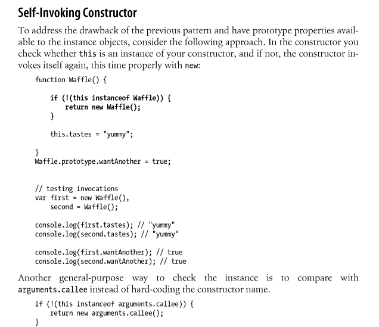 Self-Invoking Constructor
To address the drawback of the previous pattern and have prototype properties avail-
able to the instance objects, consider the following approach. In the constructor you
check whether this is an instance of your constructor, and if not, the constructor in-
vokes itself again, this time properly with new:
function Waffle() {
if (!(this instanceof Waffle)) {
return new Waffle();
}
this.tastes = "yummy";
}
Waffle.prototype.wantAnother = true;
// testing invocations
var first = new Waffle(),
second = Waffle();
console.log(first.tastes); // "yummy"
console.log(second.tastes); // "yummy"
console.log(first.wantAnother); // true
console.log(second.wantAnother); // true
Another general-purpose way to check the instance is to compare with
arguments.callee instead of hard-coding the constructor name.
if (!(this instanceof arguments.callee)) {
return new arguments.callee();
}